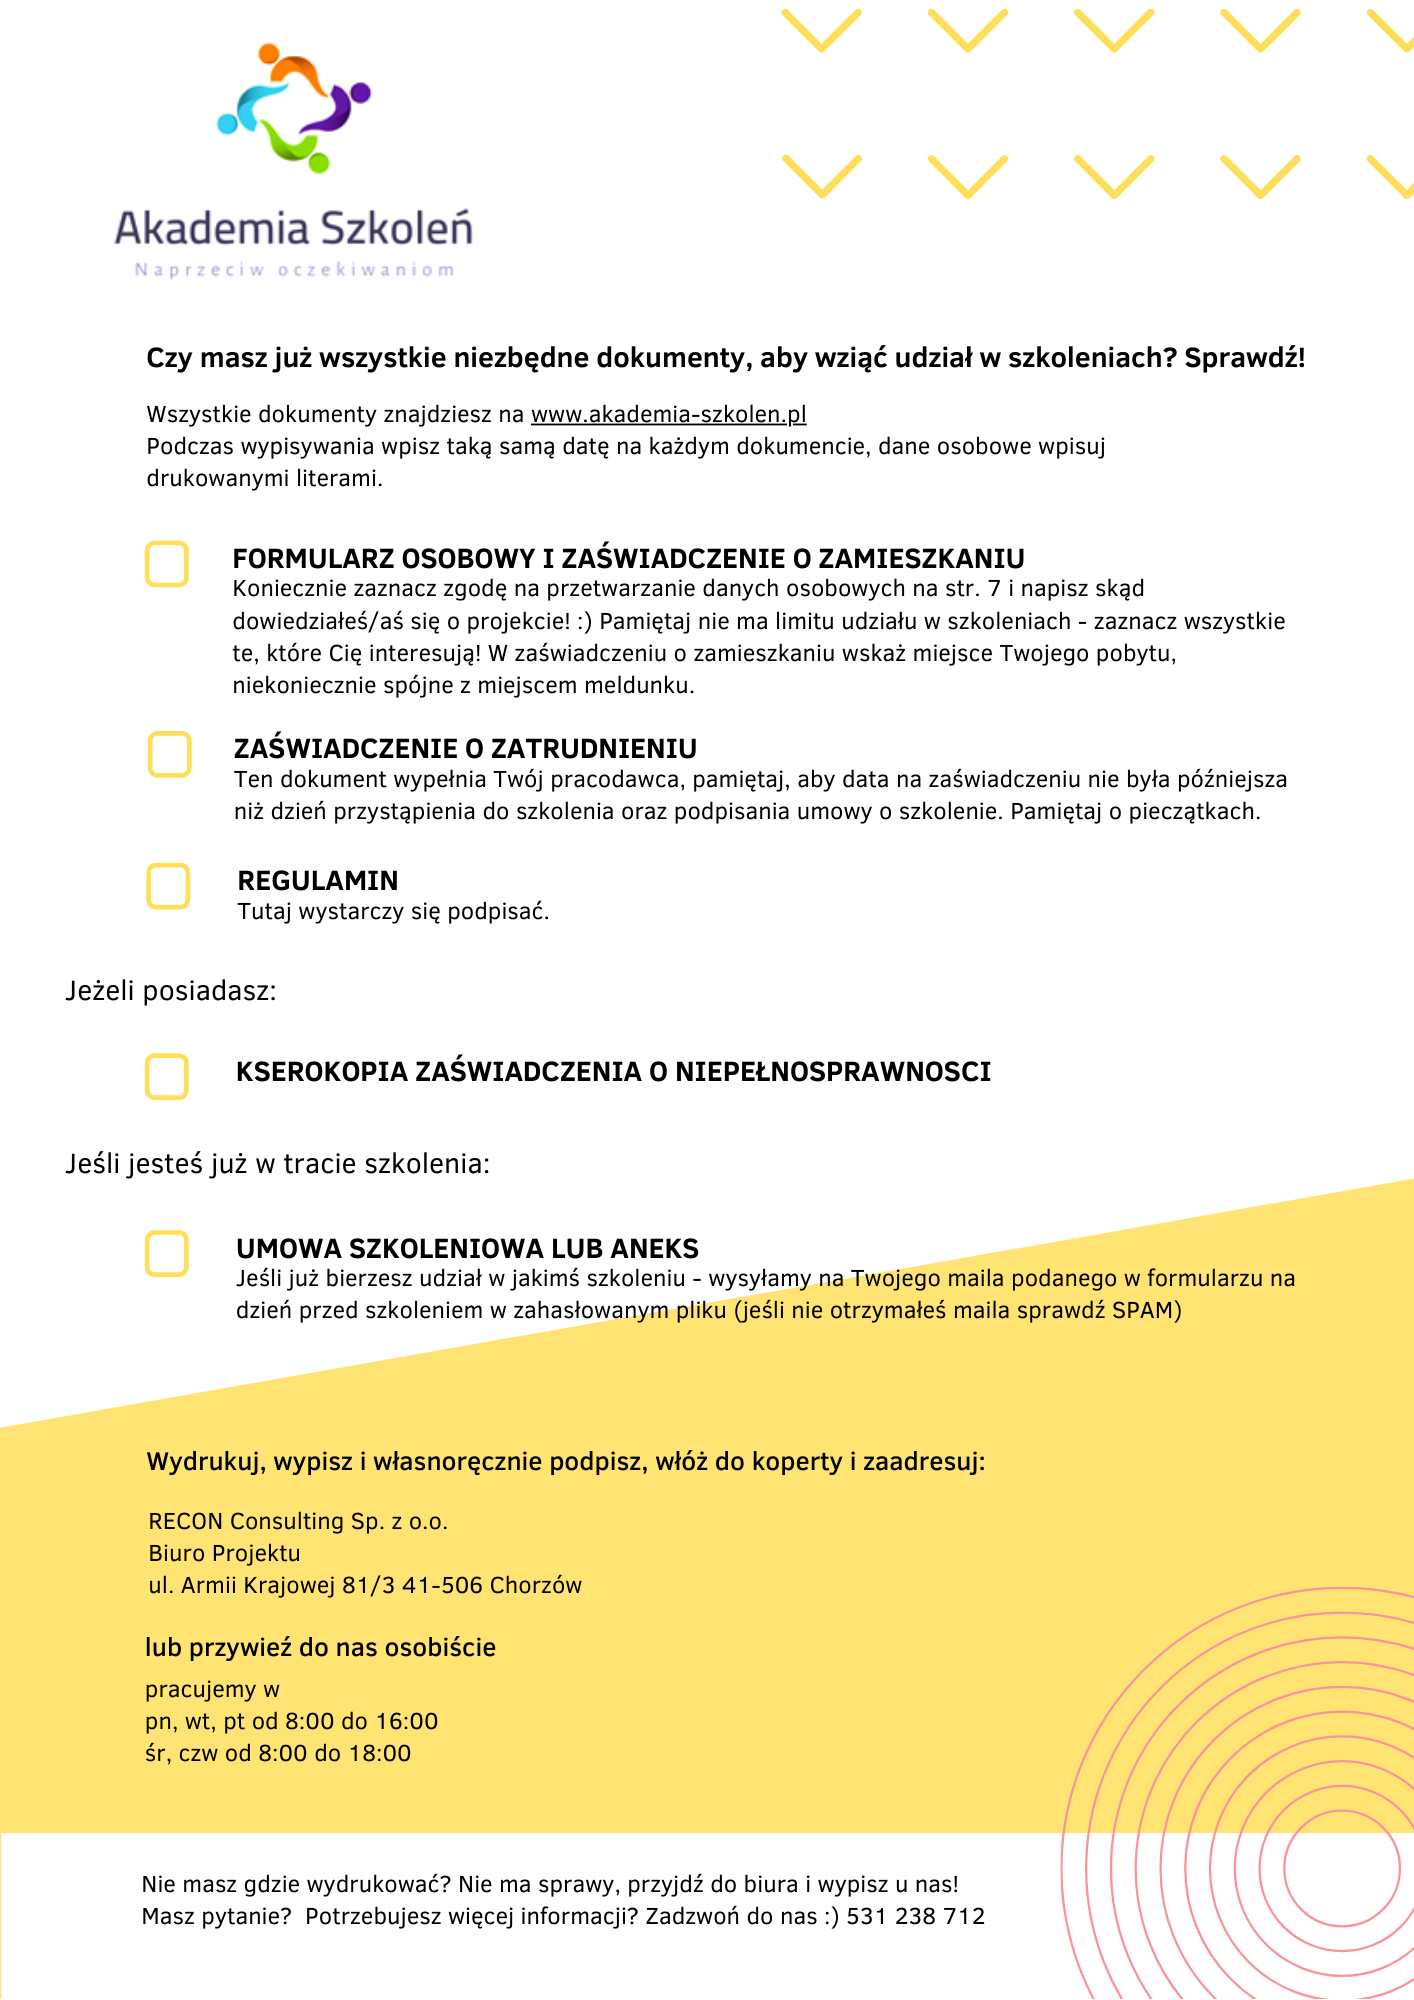 Akademia Szkoleń
Naprzeciw oczekiwaniom
Czy masz już wszystkie niezbędne dokumenty, aby wziąć udział w szkoleniach? Sprawdź!
Wszystkie dokumenty znajdziesz na www.akademia-szkolen.pl
Podczas wypisywania wpisz taką samą datę na każdym dokumencie, dane osobowe wpisuj
drukowanymi literami.
FORMULARZ OSOBOWY I ZAŚWIADCZENIE O ZAMIESZKANIU
Koniecznie zaznacz zgodę na przetwarzanie danych osobowych na str. 7 i napisz skąd
dowiedziałeś/aś się o projekcie! :) Pamiętaj nie ma limitu udziału w szkoleniach - zaznacz wszystkie
te, które Cię interesują! W zaświadczeniu o zamieszkaniu wskaż miejsce Twojego pobytu,
niekoniecznie spójne z miejscem meldunku.
ZAŚWIADCZENIE O ZATRUDNIENIU
Ten dokument wypełnia Twój pracodawca, pamiętaj, aby data na zaświadczeniu nie była późniejsza
niż dzień przystąpienia do szkolenia oraz podpisania umowy o szkolenie. Pamiętaj o pieczątkach.
REGULAMIN
Tutaj wystarczy się podpisać.
Jeżeli posiadasz:
KSEROKOPIA ZAŚWIADCZENIA O NIEPEŁNOSPRAWNOSCI
Jeśli jesteś już w tracie szkolenia:
UMOWA SZKOLENIOWA LUB ANEKS
Jeśli już bierzesz udział w jakimś szkoleniu - wysyłamy na Twojego maila podanego w formularzu na
dzień przed szkoleniem w zahasłowanym pliku (jeśli nie otrzymałeś maila sprawdź SPAM)
Wydrukuj, wypisz i własnoręcznie podpisz, włóż do koperty i zaadresuj:
RECON Consulting Sp. z o.o.
Biuro Projektu
ul. Armii Krajowej 81/3 41-506 Chorzów
lub przywieź do nas osobiście
pracujemy w
pn, wt, pt od 8:00 do 16:00
śr, czw od 8:00 do 18:00
Nie masz gdzie wydrukować? Nie ma sprawy, przyjdź do biura i wypisz u nas!
Masz pytanie?  Potrzebujesz więcej informacji? Zadzwoń do nas :) 531 238 712